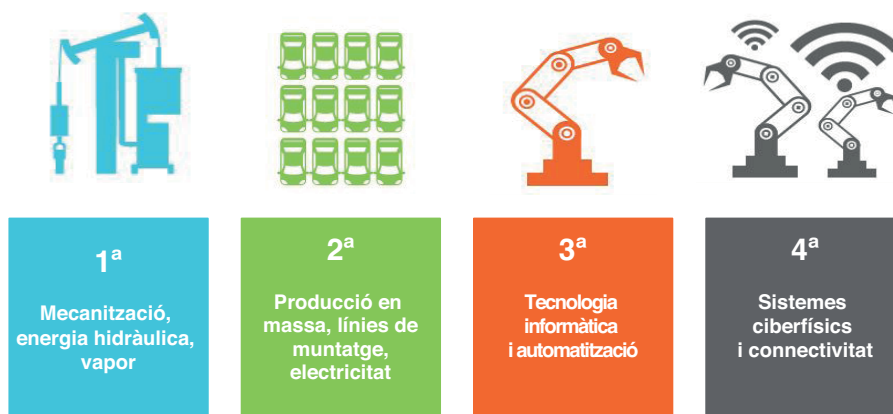 1ª
Mecanització,
energia hidràulica,
vapor
2ª
Producció en
massa, línies de
muntatge,
electricitat
3ª
Tecnologia
informàtica
i automatització
4ª
Sistemes
ciberfísics
i connectivitat